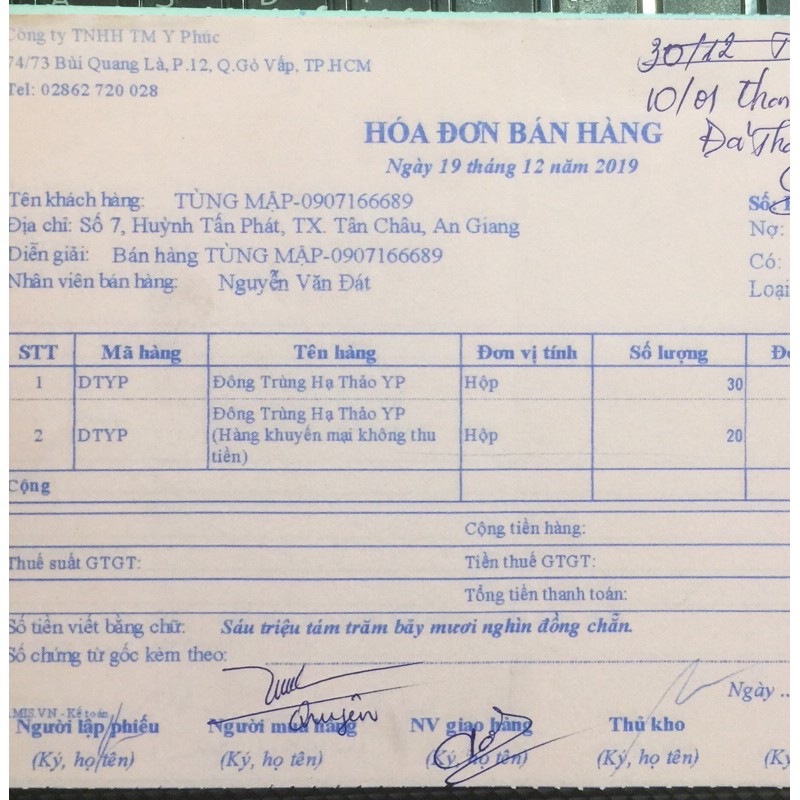 Công ty TNHH TM Y Phúc
74/73 Bùi Quang Là, P.12, Q.Gò Vấp, TP.HCM
Tel: 02862 720 028
30/12 T
10/01 than
Đã Tha
HÓA ĐƠN BÁN HÀNG
Ngày 19 tháng 12 năm 2019
Tên khách hàng: TÙNG MẬP-0907166689
Số:
Địa chỉ: Số 7, Huỳnh Tấn Phát, TX. Tân Châu, An Giang
Nợ:
Diễn giải: Bán hàng TÙNG MẬP-0907166689
Có:
Nhân viên bán hàng: Nguyễn Văn Đát
Loại
STT Mã hàng Tên hàng Đơn vị tính Số lượng
1 DTYP Đông Trùng Hạ Thảo YP Hộp 30
2 DTYP Đông Trùng Hạ Thảo YP (Hàng khuyến mại không thu tiền) Hộp 20
Cộng
Cộng tiền hàng:
Thuế suất GTGT: Tiền thuế GTGT:
Tổng tiền thanh toán:
Số tiền viết bằng chữ: Sáu triệu tám trăm bãy mươi nghìn đồng chẵn.
Số chứng từ gốc kèm theo:
Ngày ..
MIS.VN - Kế toán
Người lập phiếu Người mua hàng NV giao hàng Thủ kho
chuyên
(Ký, họ tên) (Ký, họ tên) (Ký, họ tên) (Ký, họ tên) (Ký